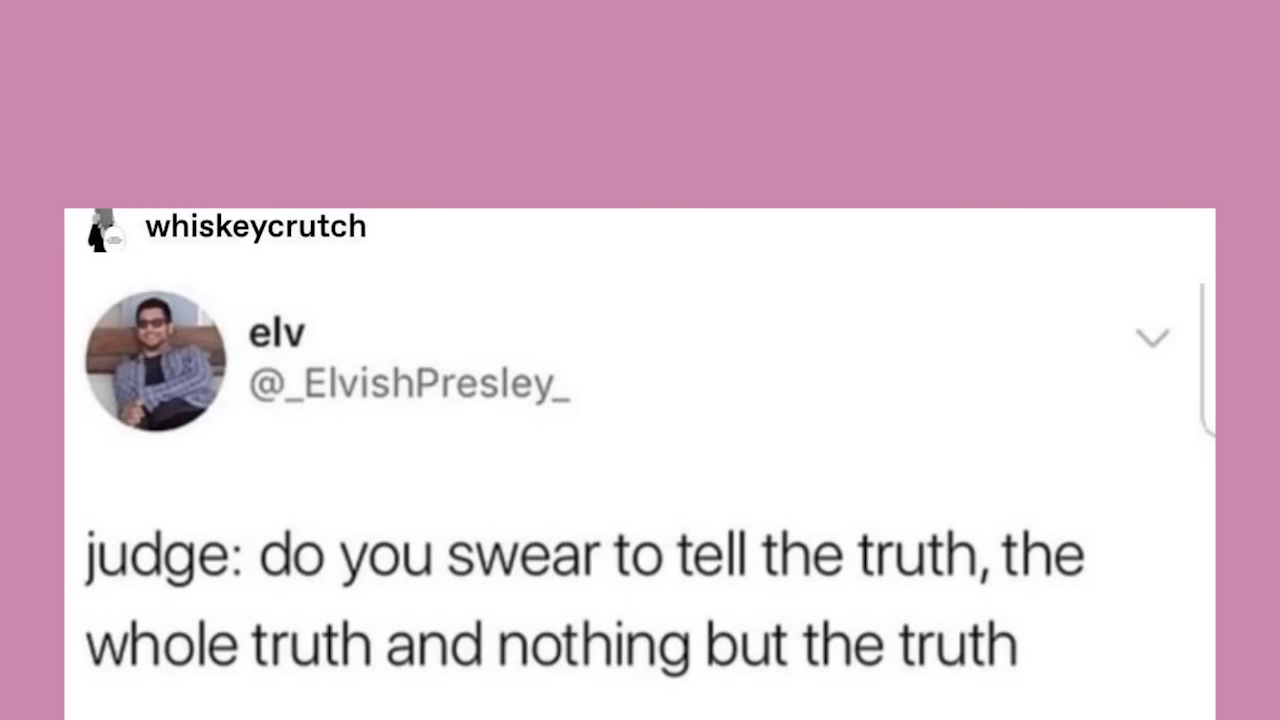 whiskeycrutch
elv
@_ElvishPresley_
judge: do you swear to tell the truth, the
whole truth and nothing but the truth